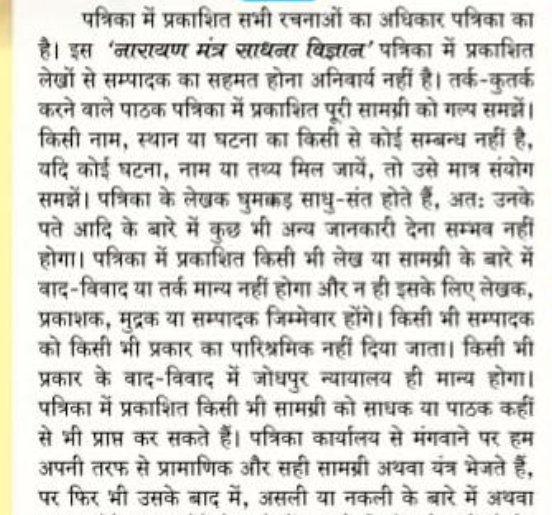 पत्रिका में प्रकाशित सभी रचनाओं का अधिकार पत्रिका का
है। इस 'नारायण मंत्र साधना विज्ञान' पत्रिका में प्रकाशित
लेखों से सम्पादक का सहमत होना अनिवार्य नहीं है। तर्क-कुतर्क
करने वाले पाठक पत्रिका में प्रकाशित पूरी सामग्री को गल्प समझें।
किसी नाम, स्थान या घटना का किसी से कोई सम्बन्ध नहीं है,
यदि कोई घटना, नाम या तथ्य मिल जायें, तो उसे मात्र संयोग
समझें। पत्रिका के लेखक घुमक्कड़ साधु-संत होते हैं, अतः उनके
पते आदि के बारे में कुछ भी अन्य जानकारी देना सम्भव नहीं
होगा। पत्रिका में प्रकाशित किसी भी लेख या सामग्री के बारे में
वाद-विवाद या तर्क मान्य नहीं होगा और न ही इसके लिए लेखक,
प्रकाशक, मुद्रक या सम्पादक जिम्मेवार होंगे। किसी भी सम्पादक
को किसी भी प्रकार का पारिश्रमिक नहीं दिया जाता। किसी भी
प्रकार के वाद-विवाद में जोधपुर न्यायालय ही मान्य होगा।
पत्रिका में प्रकाशित किसी भी सामग्री को साधक या पाठक कहीं
से भी प्राप्त कर सकते हैं। पत्रिका कार्यालय से मंगवाने पर हम
अपनी तरफ से प्रामाणिक और सही सामग्री अथवा यंत्र भेजते हैं,
पर फिर भी उसके बाद में, असली या नकली के बारे में अथवा